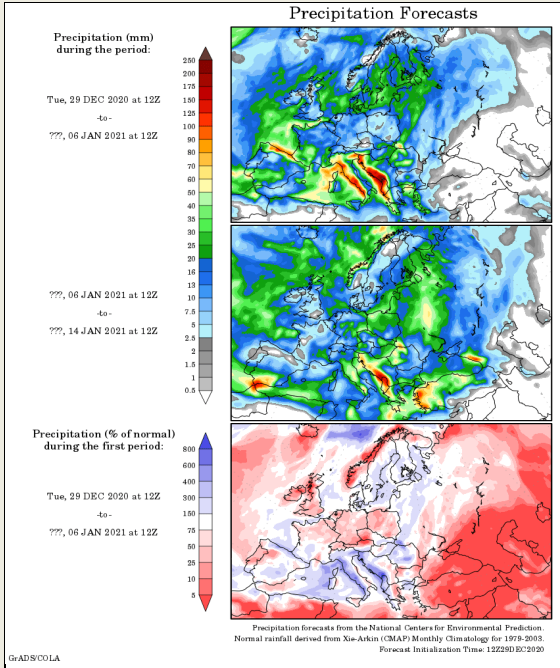 Precipitation Forecasts
Precipitation (mm)
during the period:
Tue, 29 DEC 2020 at 12Z
-to-
???, 06 JAN 2021 at 12Z
250
200
175
150
125
100
90
80
70
60
50
40
35
30
25
20
16
13
10
7.5
5
2.5
2
1.5
1
0.5
???, 06 JAN 2021 at 12Z
-to-
???, 14 JAN 2021 at 12Z
Precipitation (% of normal)
during the first period:
Tue, 29 DEC 2020 at 12Z
-to-
???, 06 JAN 2021 at 12Z
800
600
400
300
150
75
50
25
10
5
Precipitation forecasts from the National Centers for Environmental Prediction.
Normal rainfall derived from Xie-Arkin (CMAP) Monthly Climatology for 1979-2003.
Forecast Initialization Time: 12Z29DEC2020
GrADS/COLA